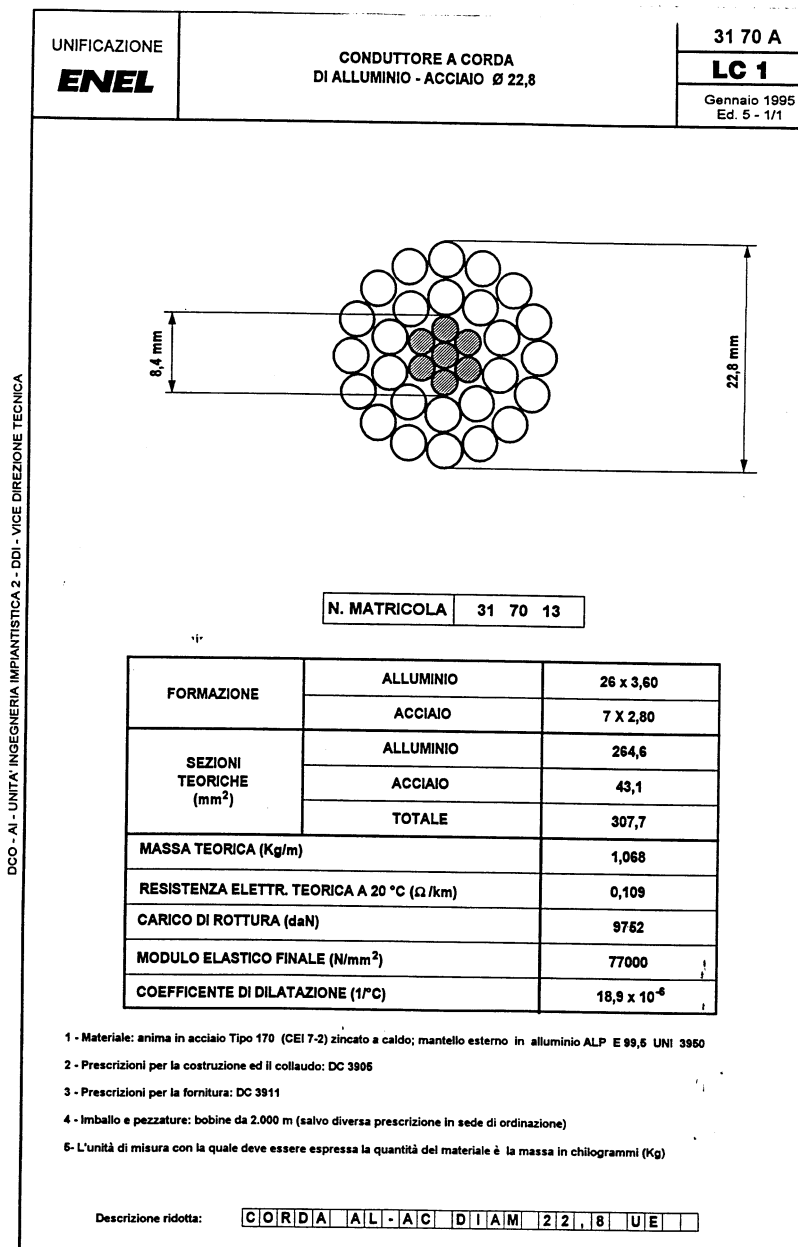 UNIFICAZIONE
ENEL
CONDUTTORE A CORDA
DI ALLUMINIO - ACCIAIO Ø 22,8
31 70 A
LC 1
Gennaio 1995
Ed. 5 - 1/1
8,4 mm
22,8 mm
DCO - AI - UNITA' INGEGNERIA IMPIANTISTICA 2 - DDI - VICE DIREZIONE TECNICA
N. MATRICOLA 31 70 13
FORMAZIONE
ALLUMINIO 26 x 3,60
ACCIAIO 7 X 2,80
SEZIONI
TEORICHE
(mm²)
ALLUMINIO 264,6
ACCIAIO 43,1
TOTALE 307,7
MASSA TEORICA (Kg/m) 1,068
RESISTENZA ELETTR. TEORICA A 20 °C (Ω/km) 0,109
CARICO DI ROTTURA (daN) 9752
MODULO ELASTICO FINALE (N/mm²) 77000
COEFFICENTE DI DILATAZIONE (1/°C) 18,9 x 10⁻⁶
1 - Materiale: anima in acciaio Tipo 170 (CEI 7-2) zincato a caldo; mantello esterno in alluminio ALP E 99,5 UNI 3950
2 - Prescrizioni per la costruzione ed il collaudo: DC 3905
3 - Prescrizioni per la fornitura: DC 3911
4 - Imballo e pezzature: bobine da 2.000 m (salvo diversa prescrizione in sede di ordinazione)
5- L'unità di misura con la quale deve essere espressa la quantità del materiale è la massa in chilogrammi (Kg)
Descrizione ridotta: CORDA AL-AC DIAM 22,8 UE